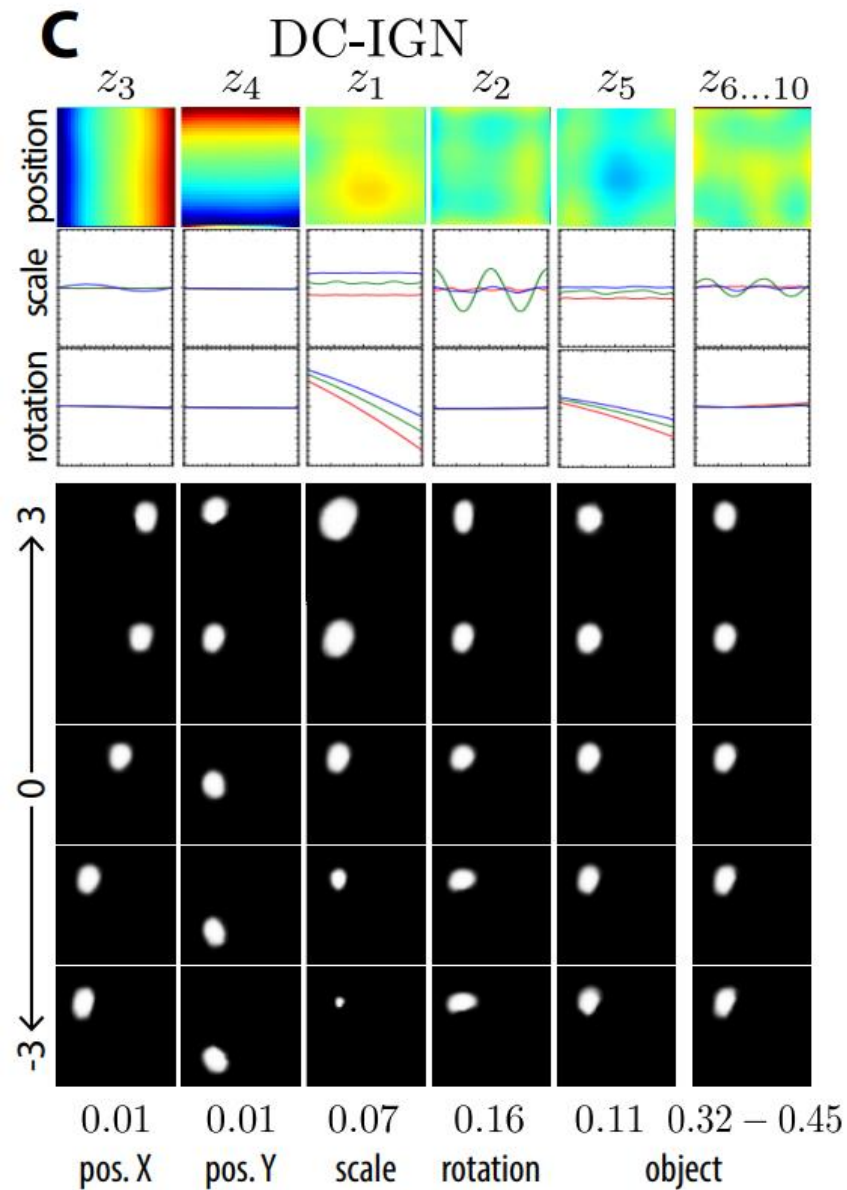 C DC-IGN
z3 z4 z1 z2 z5 z6...10
position
scale
rotation
3
0
-3
0.01 0.01 0.07 0.16 0.11 0.32 – 0.45
pos. X pos. Y scale rotation object